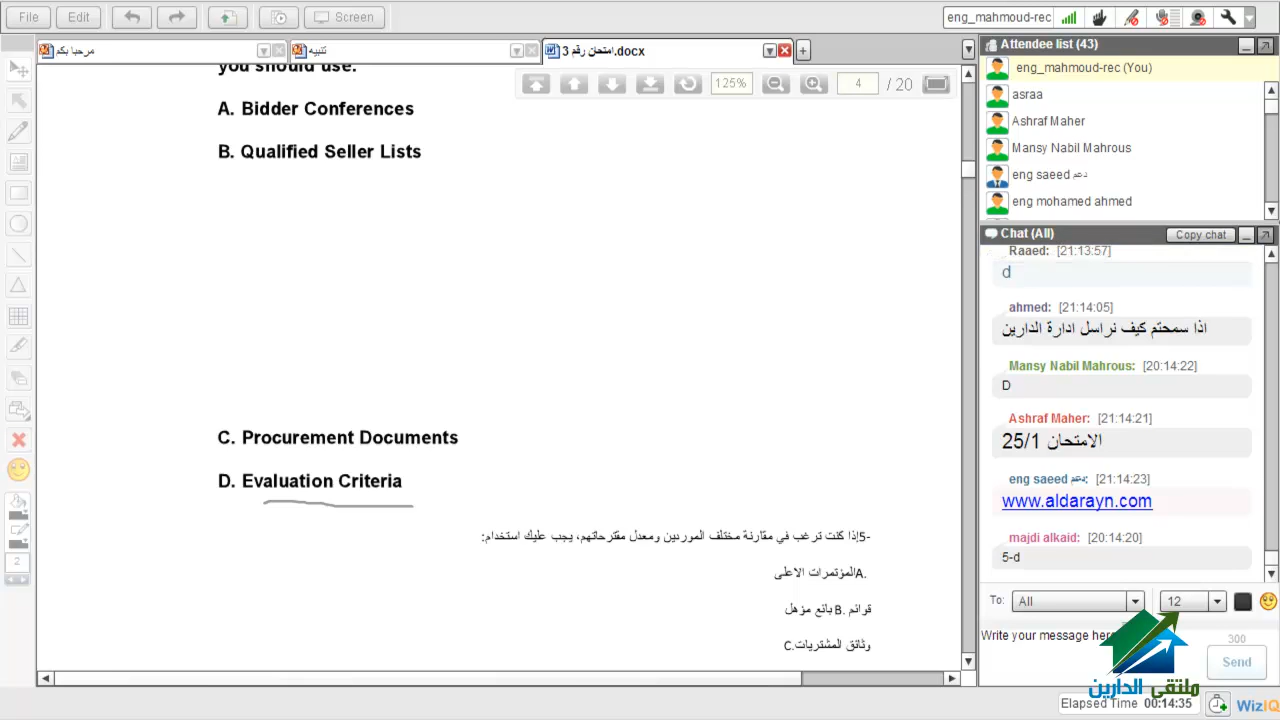 File
Edit
Screen
eng_mahmoud-rec
مرحبا بكم
تنبيه
امتحان رقم 3.docx
you should use:
125%
4
/ 20
A. Bidder Conferences
B. Qualified Seller Lists
C. Procurement Documents
D. Evaluation Criteria
-5إذا كنت ترغب في مقارنة مختلف الموردين ومعدل مقترحاتهم، يجب عليك استخدام:
.Aالمؤتمرات الاعلى
قوائم .B بائع مؤهل
وثائق المشتريات.C
2
Attendee list (43)
eng_mahmoud-rec (You)
asraa
Ashraf Maher
Mansy Nabil Mahrous
eng saeed دعم
eng mohamed ahmed
Chat (All)
Copy chat
Raaed: [21:13:57]
d
ahmed: [21:14:05]
اذا سمحتم كيف نراسل ادارة الدارين
Mansy Nabil Mahrous: [20:14:22]
D
Ashraf Maher: [21:14:21]
الامتحان 25/1
eng saeed دعم: [21:14:23]
www.aldarayn.com
majdi alkaid: [20:14:20]
5-d
To:
All
12
Write your message here
300
Send
ملتقى الدارين
Elapsed Time 00:14:35
WizIQ